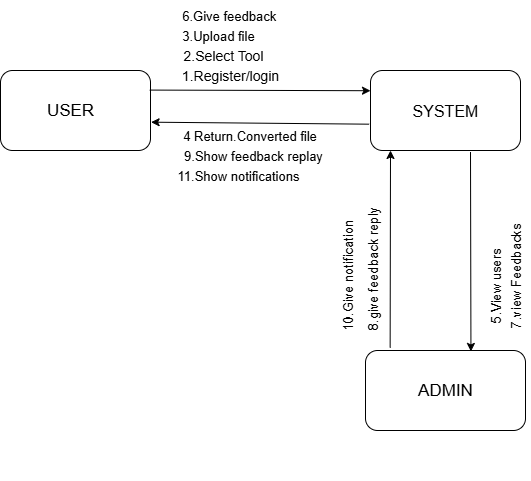 6.Give feedback
3.Upload file
2.Select Tool
1.Register/login
USER
SYSTEM
4 Return.Converted file
9.Show feedback replay
11.Show notifications
10.Give notification
8.give feedback reply
5.View users
7.view Feedbacks
ADMIN